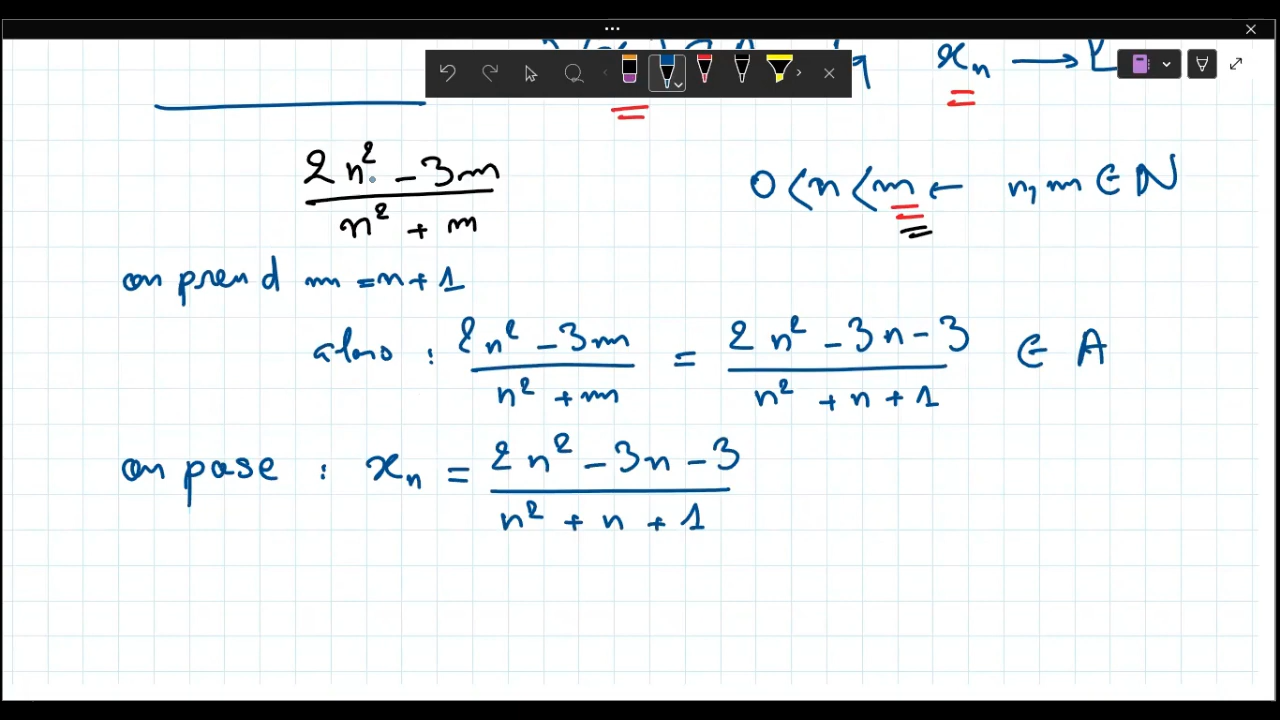 xₙ → L
(2n² - 3m)/(n² + m)    0 < n < m ←    n, m ∈ ℕ
on prend m = n + 1
alors : (2n² - 3m)/(n² + m) = (2n² - 3n - 3)/(n² + n + 1) ∈ A
on pose : xₙ = (2n² - 3n - 3)/(n² + n + 1)